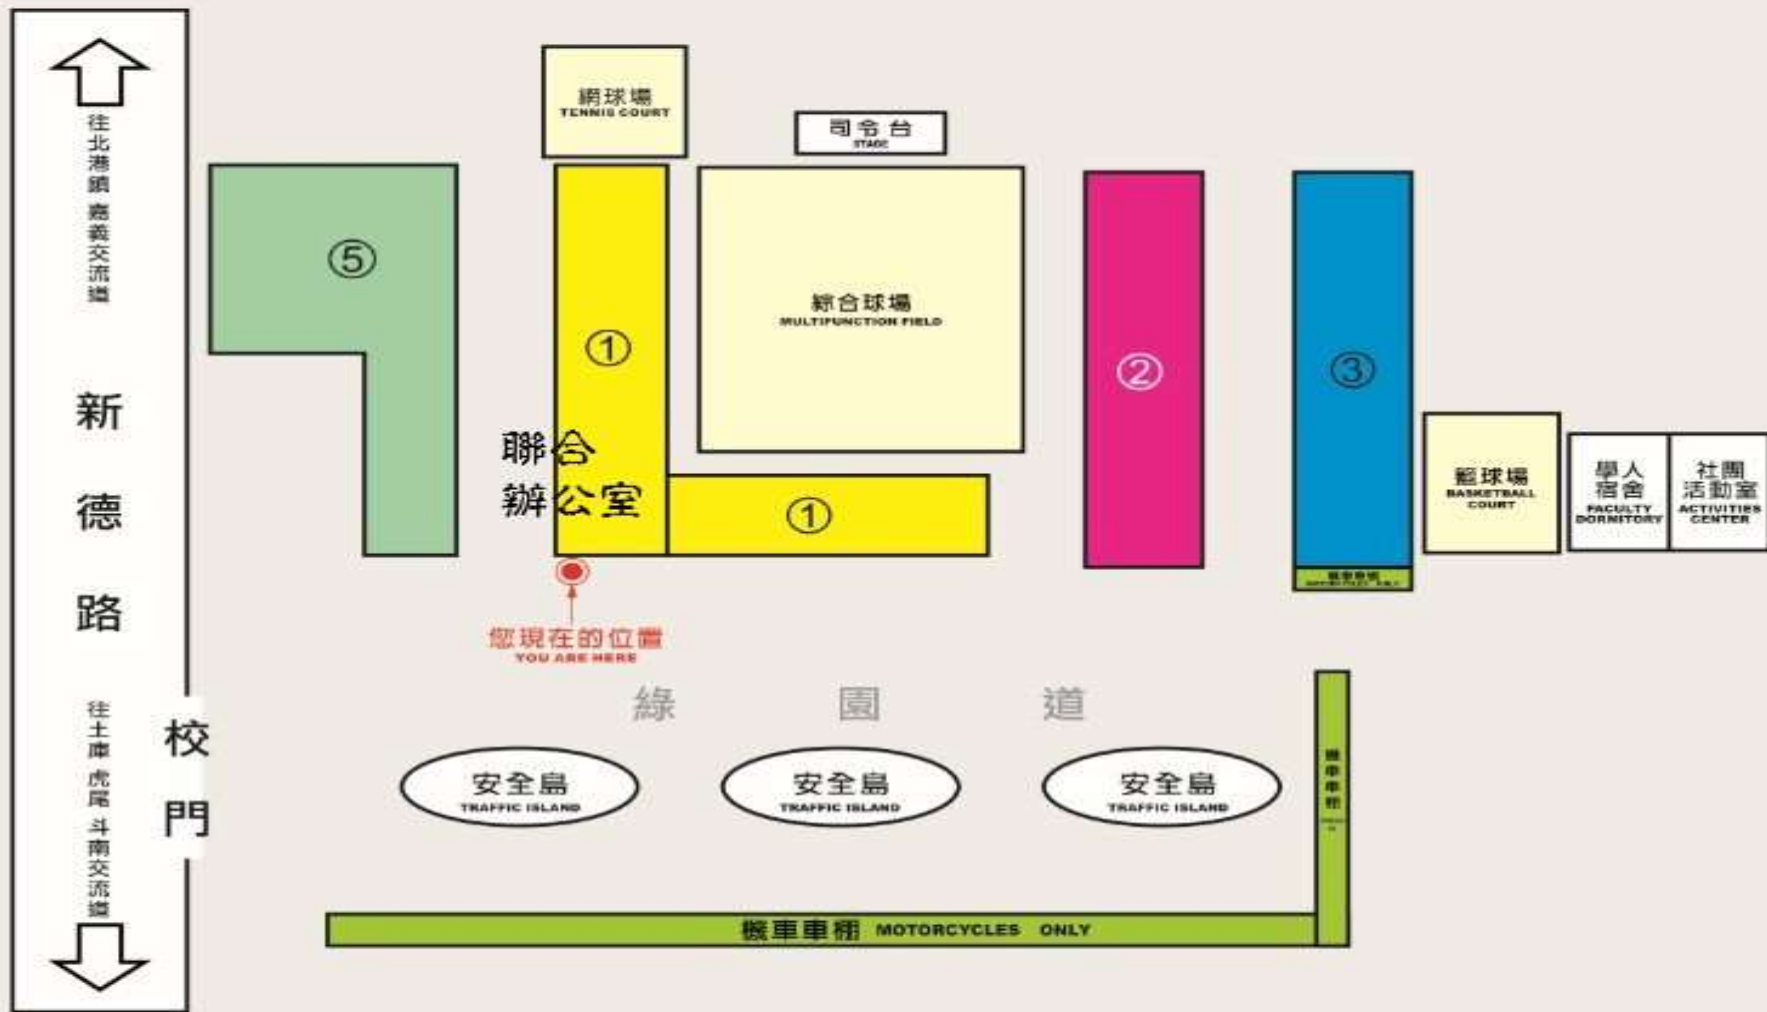 往北港鎮 嘉義交流道
新德路
往土庫 虎尾 斗南交流道
校門
網球場
TENNIS COURT
司令台
STAGE
⑤
①
綜合球場
MULTIFUNCTION FIELD
②
③
聯合
辦公室
①
籃球場
BASKETBALL
COURT
學人
宿舍
FACULTY
DORMITORY
社團
活動室
ACTIVITIES
CENTER
機車車棚
您現在的位置
YOU ARE HERE
綠園道
安全島
TRAFFIC ISLAND
安全島
TRAFFIC ISLAND
安全島
TRAFFIC ISLAND
機車車棚
機車車棚 MOTORCYCLES ONLY